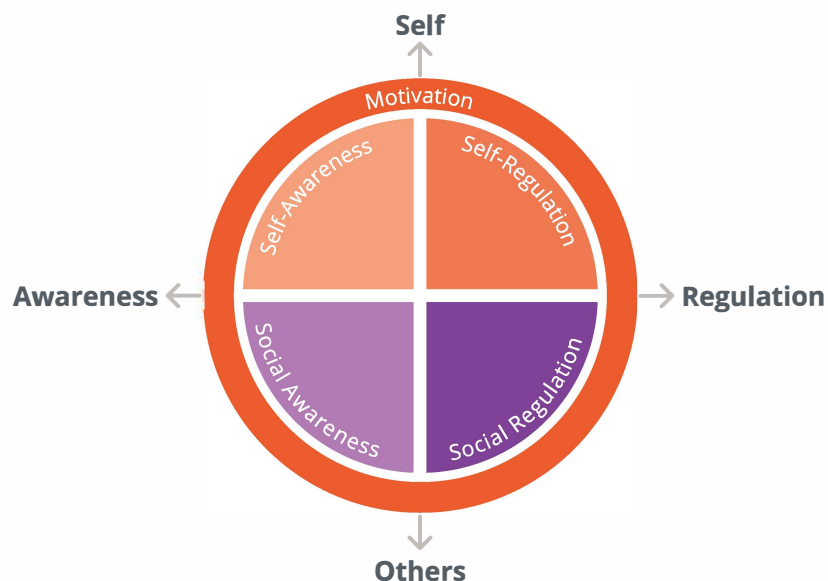 Self
Motivation
Self-Awareness
Self-Regulation
Awareness
Regulation
Social Awareness
Social Regulation
Others